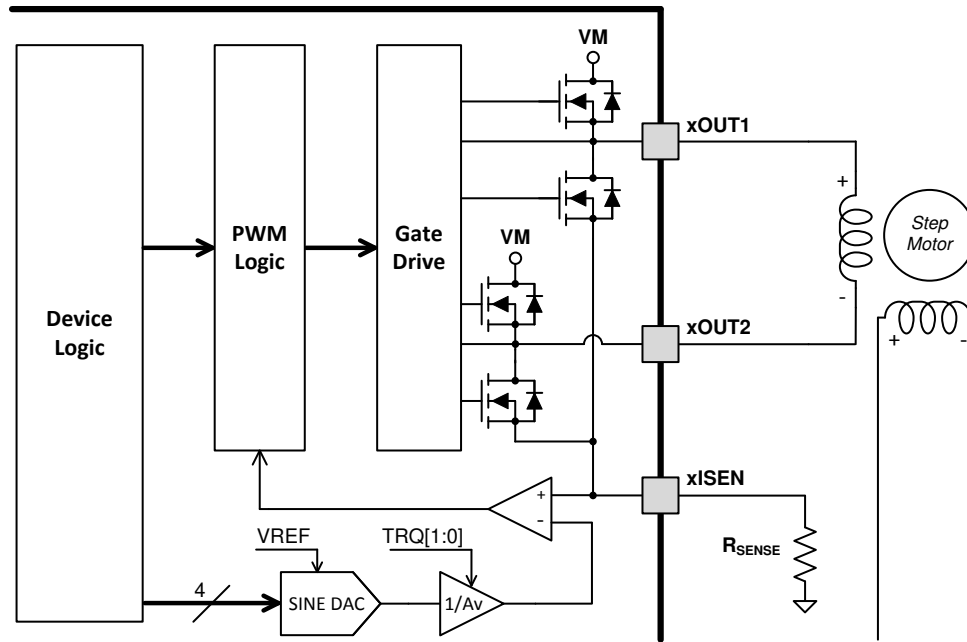 VM
xOUT1
+
Step
Motor
PWM
Logic
Gate
Drive
VM
Device
Logic
-
xOUT2
+
-
xISEN
+
-
RSENSE
VREF
TRQ[1:0]
4
SINE DAC
1/Av